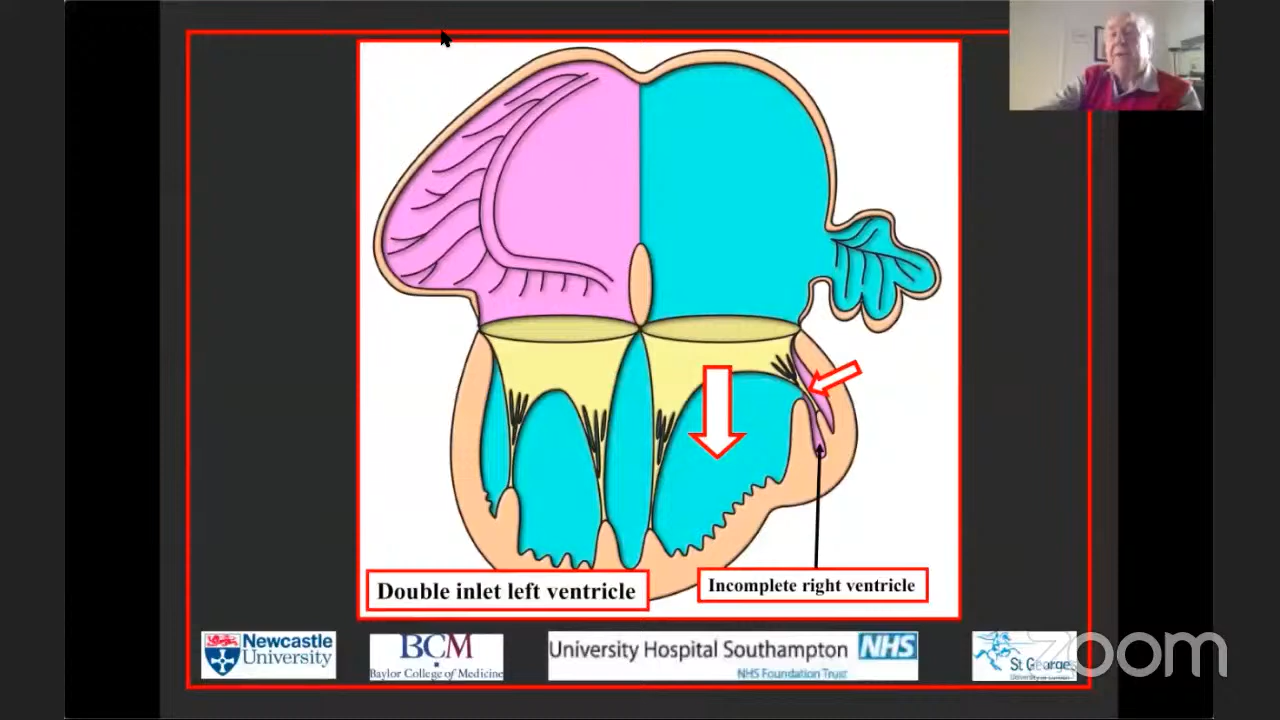 Double inlet left ventricle
Incomplete right ventricle
Newcastle
University
BCM
Baylor College of Medicine
University Hospital Southampton NHS
NHS Foundation Trust
St George's
zoom